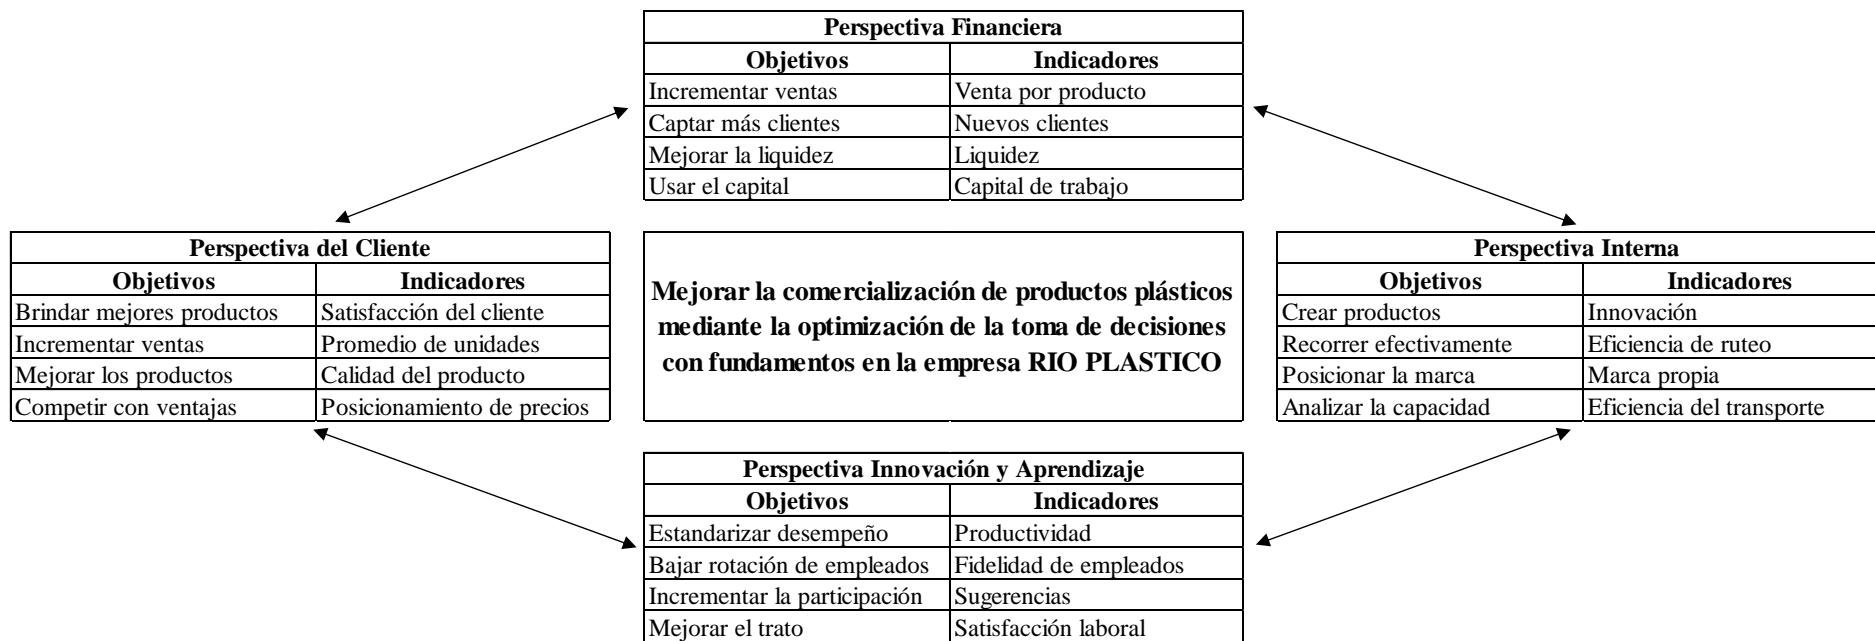 Perspectiva Financiera
Objetivos Indicadores
Incrementar ventas Venta por producto
Captar más clientes Nuevos clientes
Mejorar la liquidez Liquidez
Usar el capital Capital de trabajo
Perspectiva del Cliente
Objetivos Indicadores
Brindar mejores productos Satisfacción del cliente
Incrementar ventas Promedio de unidades
Mejorar los productos Calidad del producto
Competir con ventajas Posicionamiento de precios
Mejorar la comercialización de productos plásticos
mediante la optimización de la toma de decisiones
con fundamentos en la empresa RIO PLASTICO
Perspectiva Interna
Objetivos Indicadores
Crear productos Innovación
Recorrer efectivamente Eficiencia de ruteo
Posicionar la marca Marca propia
Analizar la capacidad Eficiencia del transporte
Perspectiva Innovación y Aprendizaje
Objetivos Indicadores
Estandarizar desempeño Productividad
Bajar rotación de empleados Fidelidad de empleados
Incrementar la participación Sugerencias
Mejorar el trato Satisfacción laboral